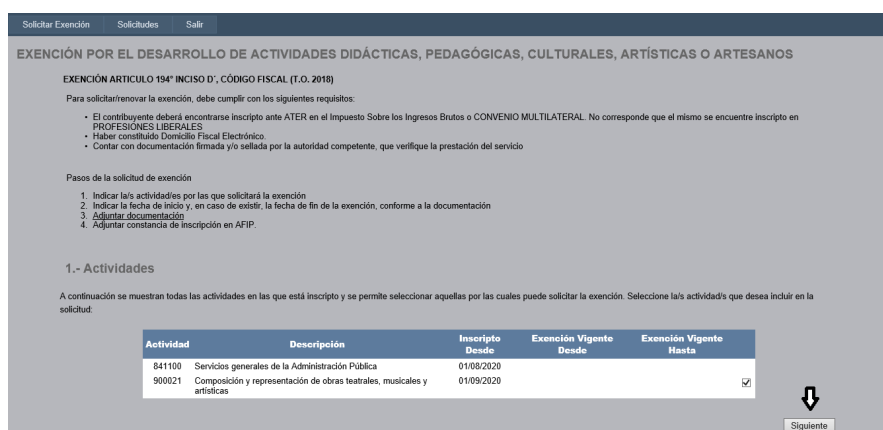 Solicitar Exención Solicitudes Salir
EXENCIÓN POR EL DESARROLLO DE ACTIVIDADES DIDÁCTICAS, PEDAGÓGICAS, CULTURALES, ARTÍSTICAS O ARTESANOS
EXENCIÓN ARTICULO 194° INCISO D´, CÓDIGO FISCAL (T.O. 2018)
Para solicitar/renovar la exención, debe cumplir con los siguientes requisitos:
• El contribuyente deberá encontrarse inscripto ante ATER en el Impuesto Sobre los Ingresos Brutos o CONVENIO MULTILATERAL. No corresponde que el mismo se encuentre inscripto en
PROFESIONES LIBERALES
• Haber constituido Domicilio Fiscal Electrónico.
• Contar con documentación firmada y/o sellada por la autoridad competente, que verifique la prestación del servicio
Pasos de la solicitud de exención
1. Indicar la/s actividad/es por las que solicitará la exención
2. Indicar la fecha de inicio y, en caso de existir, la fecha de fin de la exención, conforme a la documentación
3. Adjuntar documentación
4. Adjuntar constancia de inscripción en AFIP.
1.- Actividades
A continuación se muestran todas las actividades en las que está inscripto y se permite seleccionar aquellas por las cuales puede solicitar la exención. Seleccione la/s actividad/s que desea incluir en la
solicitud:
Actividad Descripción Inscripto Desde Exención Vigente Desde Exención Vigente Hasta
841100 Servicios generales de la Administración Pública 01/08/2020
900021 Composición y representación de obras teatrales, musicales y artísticas 01/09/2020
Siguiente